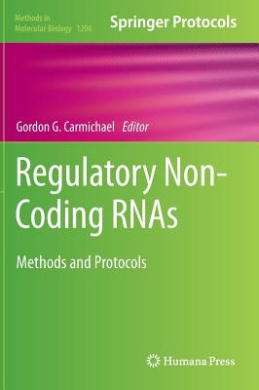 Methods in
Molecular Biology 1206
Springer Protocols
Gordon G. Carmichael Editor
Regulatory Non-
Coding RNAs
Methods and Protocols
Humana Press